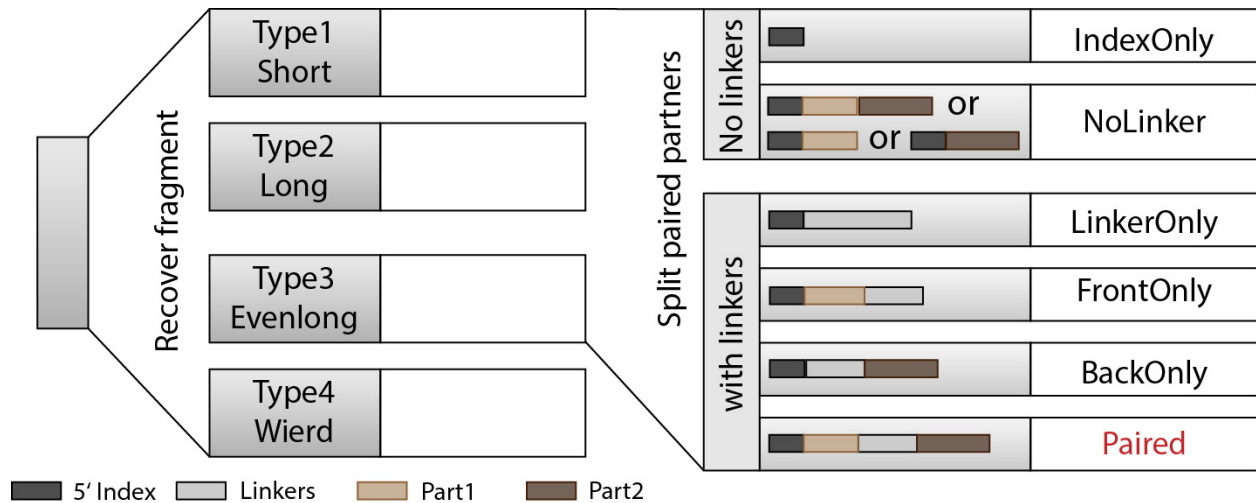 Recover fragment
Type1
Short
Type2
Long
Type3
Evenlong
Type4
Wierd
Split paired partners
No linkers
IndexOnly
or
or
NoLinker
with linkers
LinkerOnly
FrontOnly
BackOnly
Paired
5‘ Index
Linkers
Part1
Part2